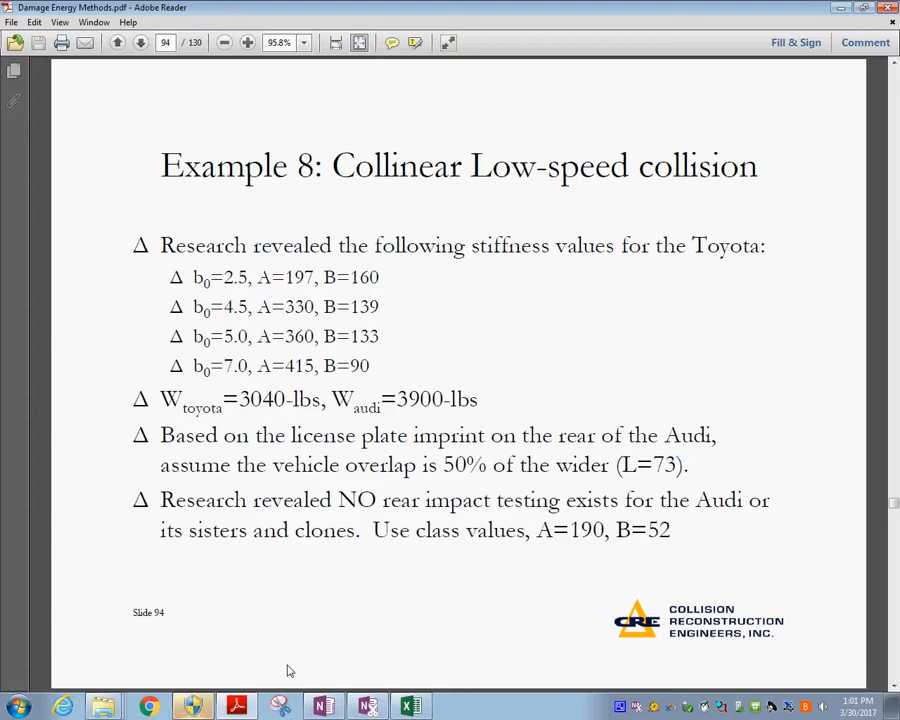 Damage Energy Methods.pdf - Adobe Reader
File Edit View Window Help
94 / 130 95.8% Fill & Sign Comment
Example 8: Collinear Low-speed collision
Δ Research revealed the following stiffness values for the Toyota:
Δ b0=2.5, A=197, B=160
Δ b0=4.5, A=330, B=139
Δ b0=5.0, A=360, B=133
Δ b0=7.0, A=415, B=90
Δ Wtoyota=3040-lbs, Waudi=3900-lbs
Δ Based on the license plate imprint on the rear of the Audi,
assume the vehicle overlap is 50% of the wider (L=73).
Δ Research revealed NO rear impact testing exists for the Audi or
its sisters and clones. Use class values, A=190, B=52
Slide 94
CRE
COLLISION
RECONSTRUCTION
ENGINEERS, INC.
1:01 PM
3/30/2017